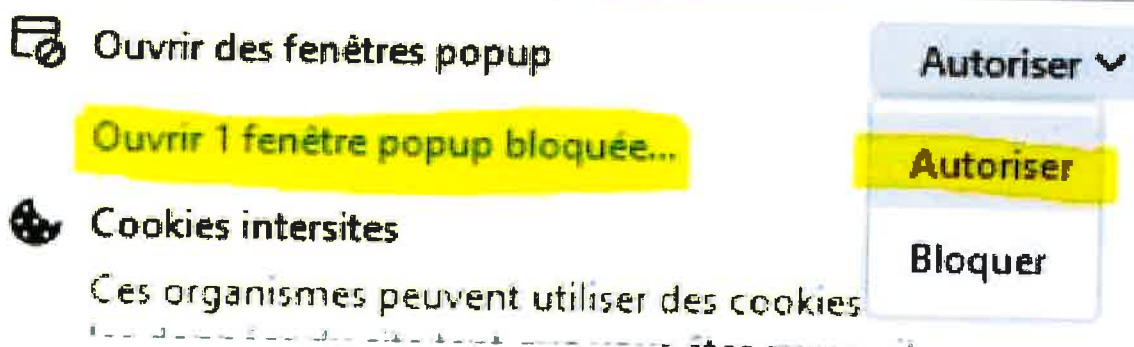 Ouvrir des fenêtres popup
Autoriser
Ouvrir 1 fenêtre popup bloquée...
Autoriser
Cookies intersites
Bloquer
Ces organismes peuvent utiliser des cookies